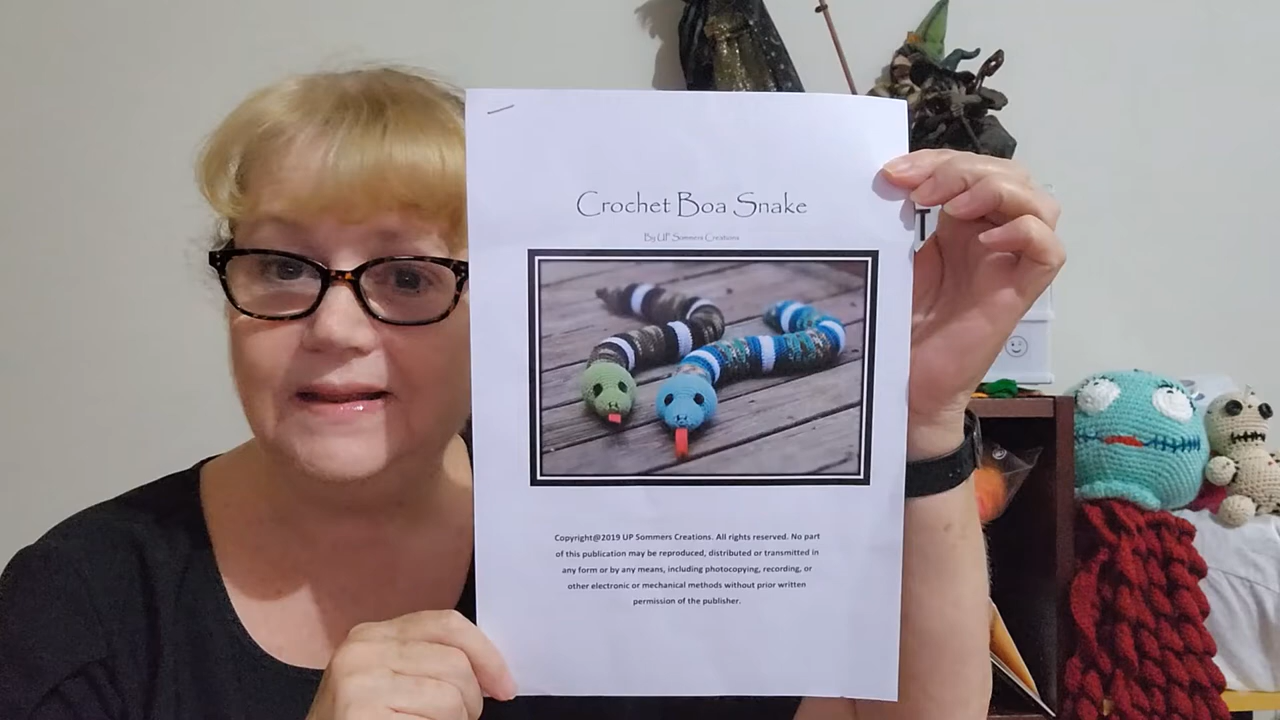 Crochet Boa Snake
By UP Sommers Creations
T
Copyright@2019 UP Sommers Creations. All rights reserved. No part
of this publication may be reproduced, distributed or transmitted in
any form or by any means, including photocopying, recording, or
other electronic or mechanical methods without prior written
permission of the publisher.